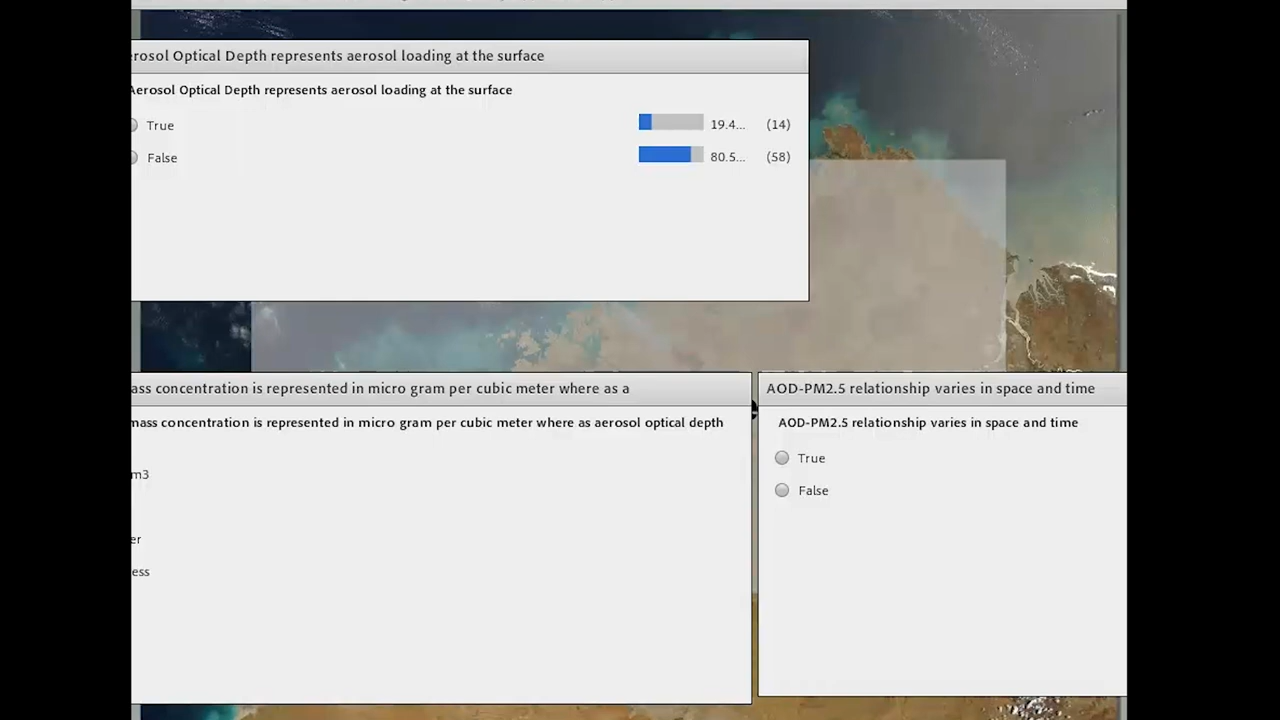 erosol Optical Depth represents aerosol loading at the surface
Aerosol Optical Depth represents aerosol loading at the surface
True 19.4... (14)
False 80.5... (58)
ass concentration is represented in micro gram per cubic meter where as a
mass concentration is represented in micro gram per cubic meter where as aerosol optical depth
m3
er
ess
AOD-PM2.5 relationship varies in space and time
AOD-PM2.5 relationship varies in space and time
True
False